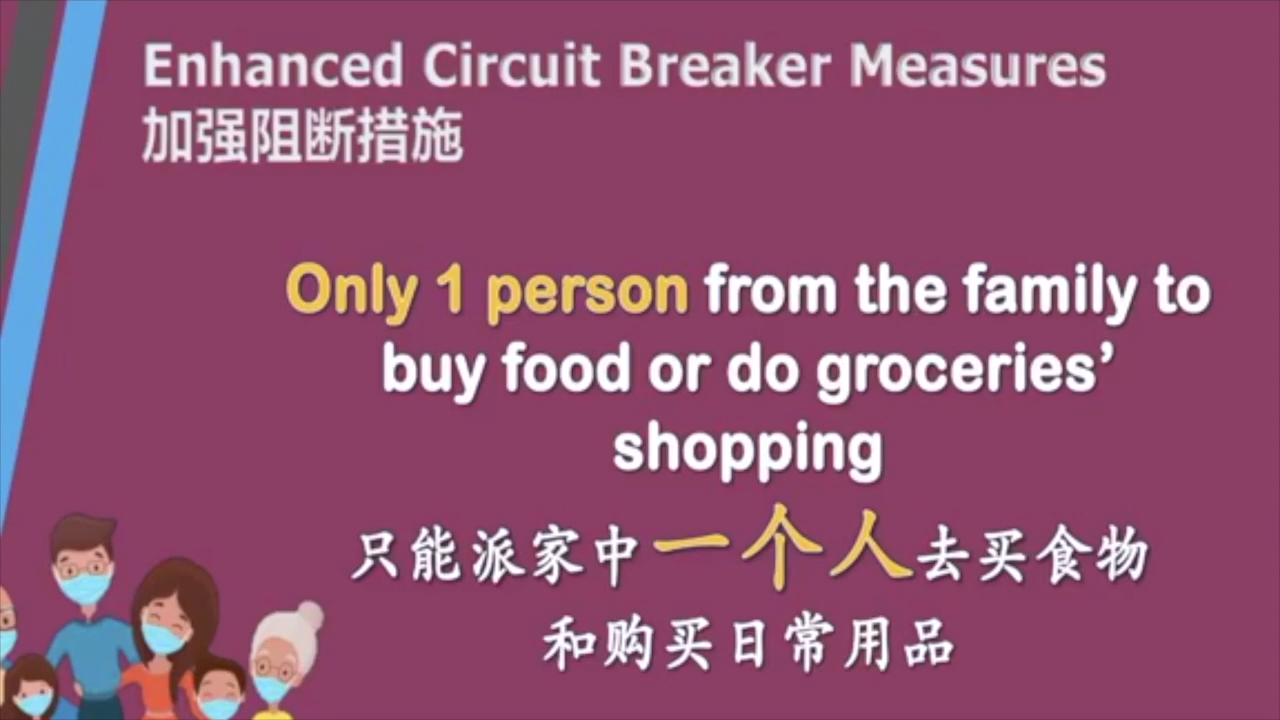 Enhanced Circuit Breaker Measures
加强阻断措施
Only 1 person from the family to
buy food or do groceries’
shopping
只能派家中一个人去买食物
和购买日常用品